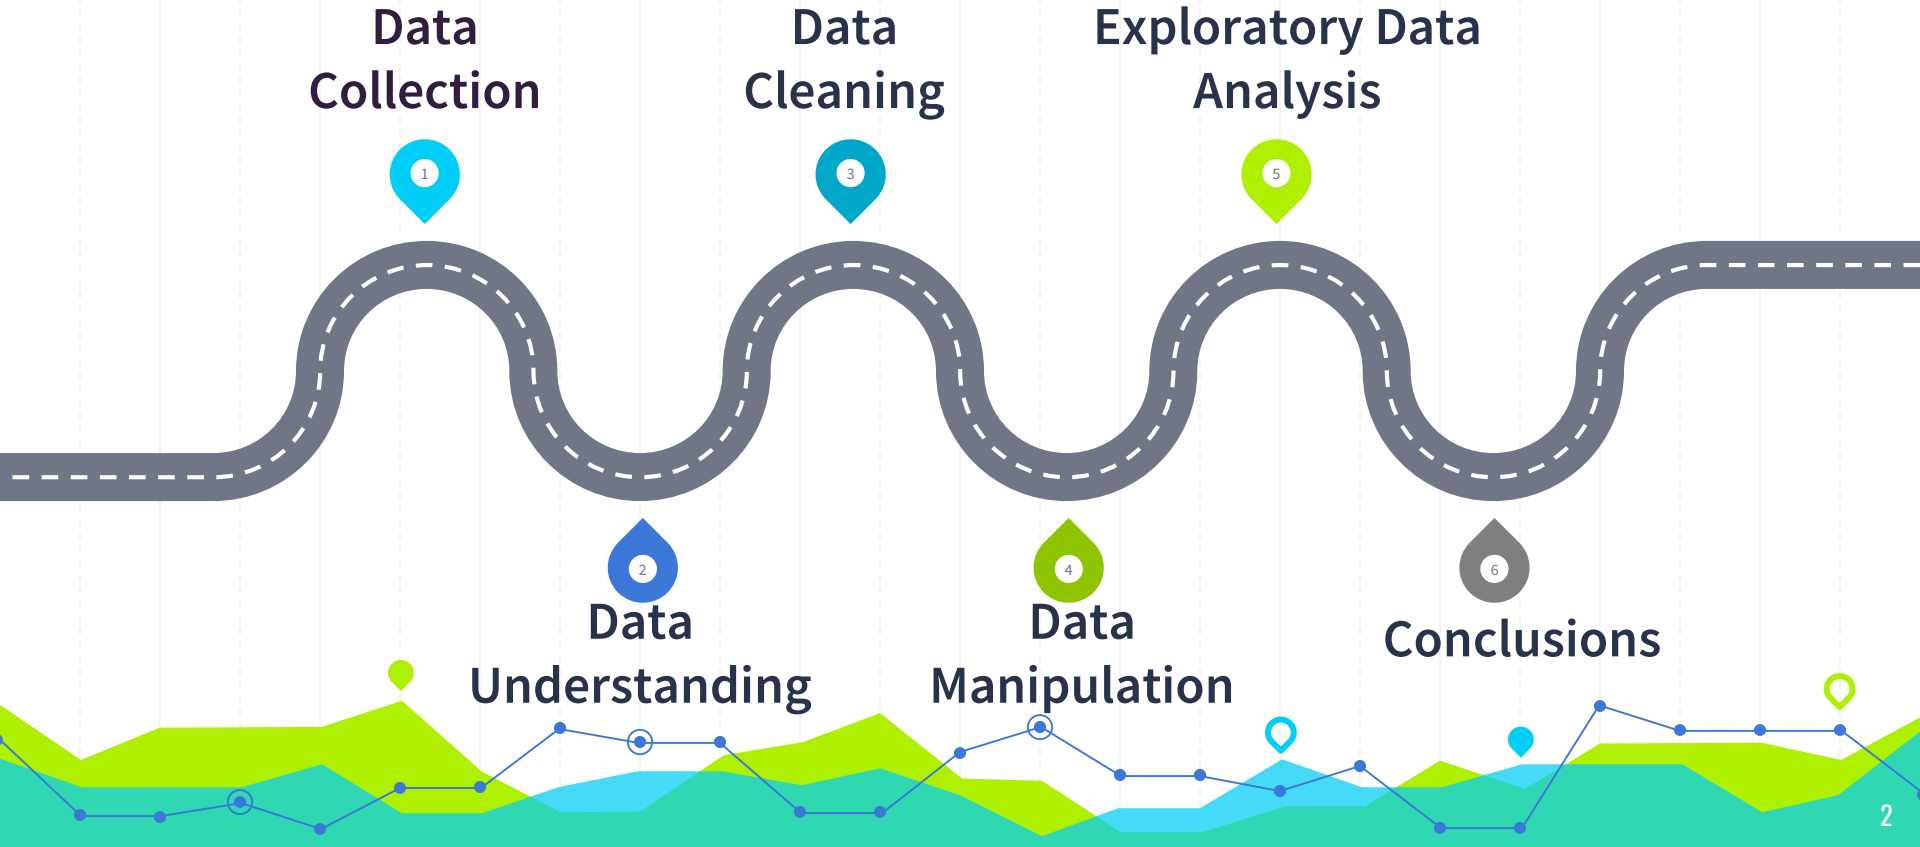 Data
Collection
1
Data
Understanding
2
Data
Cleaning
3
Data
Manipulation
4
Exploratory Data
Analysis
5
Conclusions
6
2